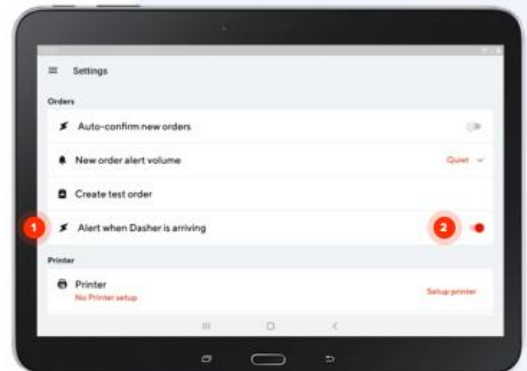 Settings
Orders
Auto-confirm new orders
New order alert volume Quiet
Create test order
1 Alert when Dasher is arriving 2
Printer
Printer
No Printer setup Setup printer